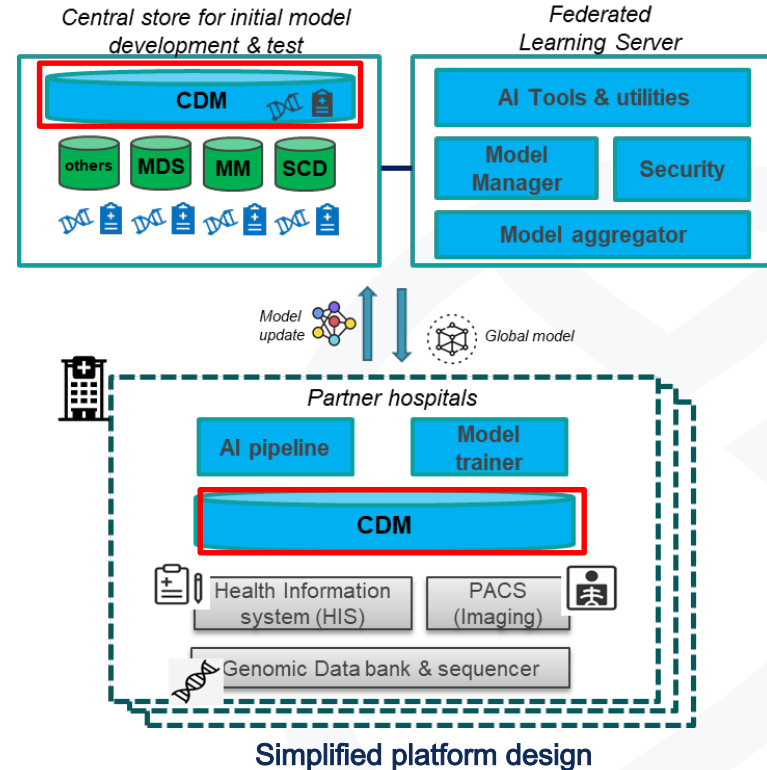 Central store for initial model
development & test
CDM
others
MDS
MM
SCD
Federated
Learning Server
AI Tools & utilities
Model
Manager
Security
Model aggregator
Model
update
Global model
Partner hospitals
AI pipeline
Model
trainer
CDM
Health Information
system (HIS)
PACS
(Imaging)
Genomic Data bank & sequencer
Simplified platform design